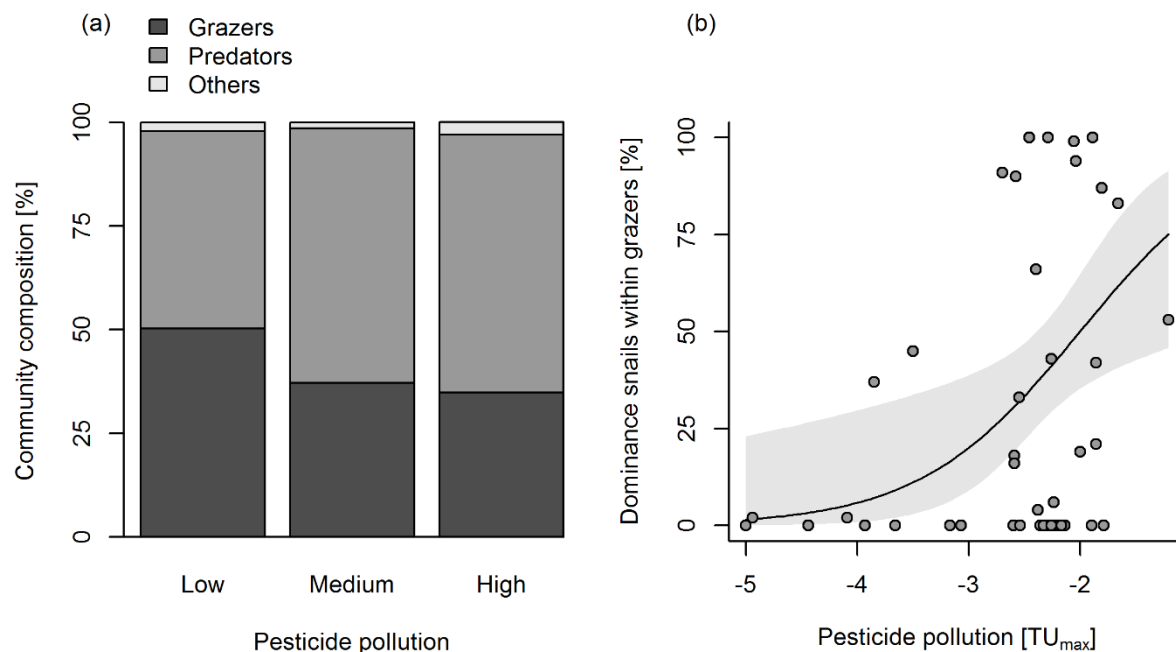 (a)
Grazers
Predators
Others
Community composition [%]
100
75
50
25
0
Low Medium High
Pesticide pollution
(b)
Dominance snails within grazers [%]
100
75
50
25
0
-5 -4 -3 -2
Pesticide pollution [TUmax]